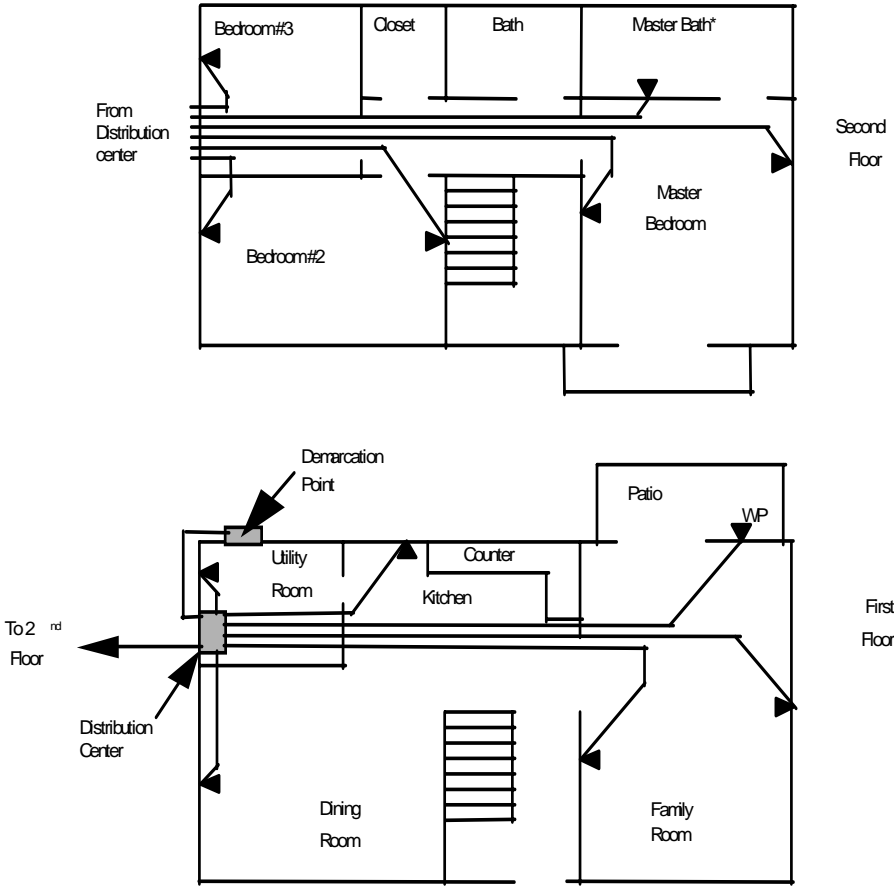 Bedroom#3
Closet
Bath
Master Bath*
From
Distribution
center
Second
Floor
Master
Bedroom
Bedroom#2
Demarcation
Point
Patio
WP
Utility
Room
Counter
Kitchen
To 2 nd
Floor
First
Floor
Distribution
Center
Dining
Room
Family
Room